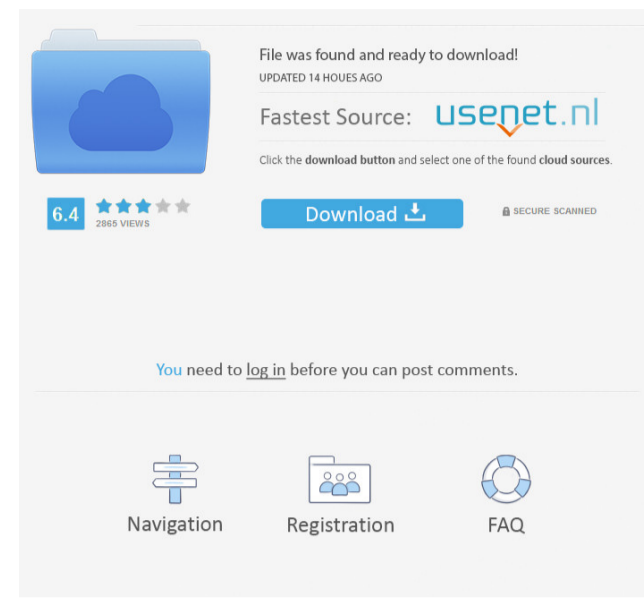 File was found and ready to download!
UPDATED 14 HOUES AGO
Fastest Source: usenet.nl
Click the download button and select one of the found cloud sources.
6.4
2865 VIEWS
Download
SECURE SCANNED
You need to log in before you can post comments.
Navigation
Registration
FAQ